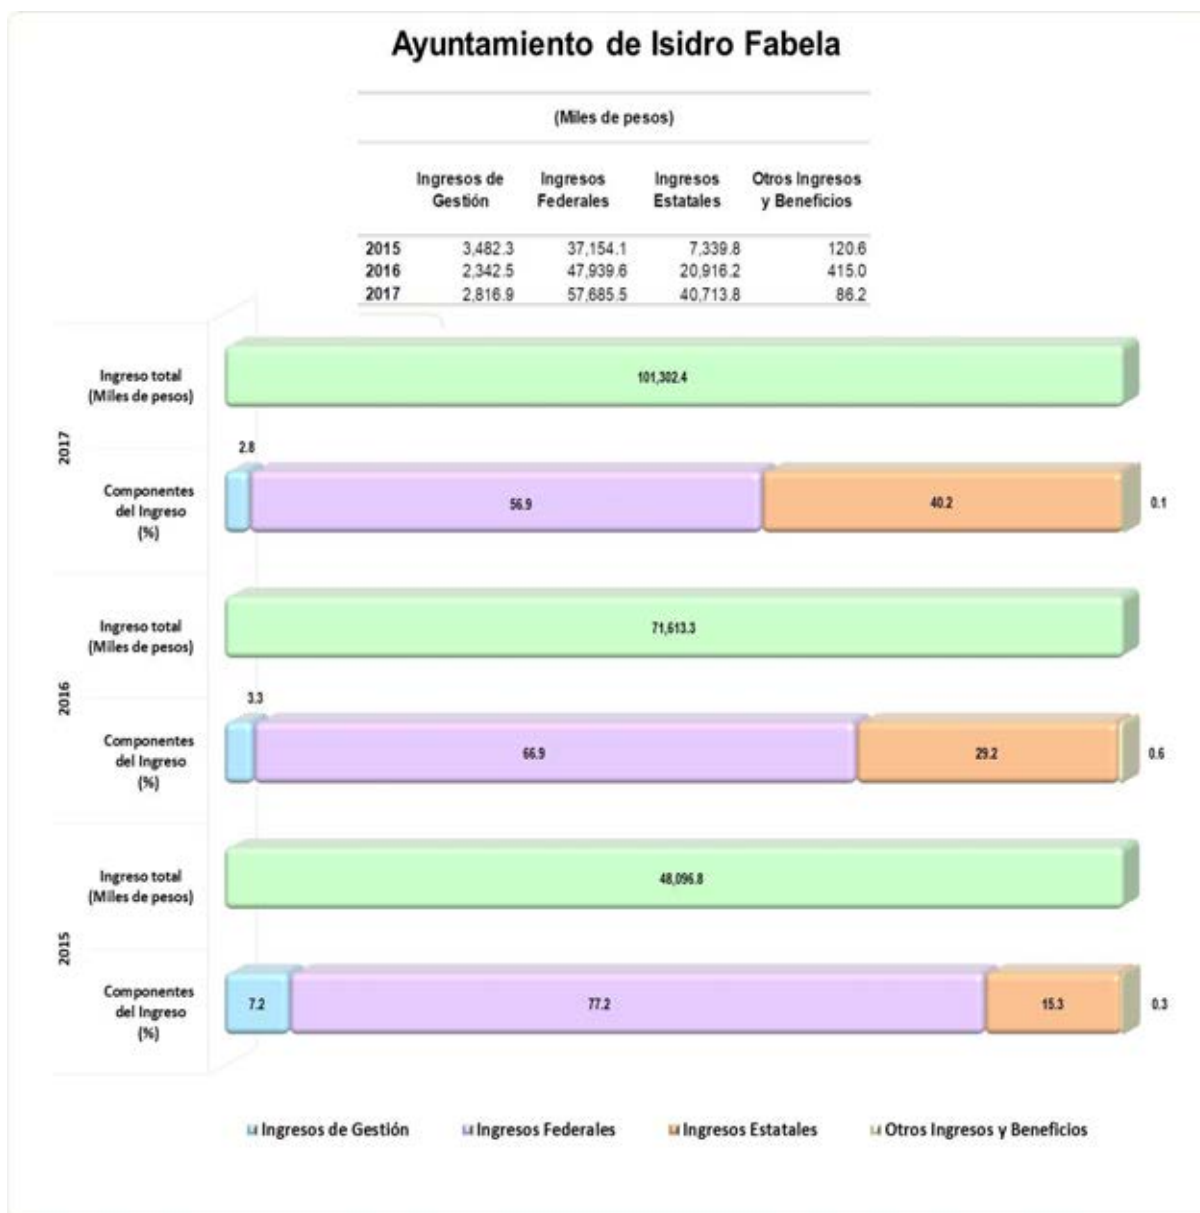 Ayuntamiento de Isidro Fabela
(Miles de pesos)
Ingresos de Gestión Ingresos Federales Ingresos Estatales Otros Ingresos y Beneficios
2015 3,482.3 37,154.1 7,339.8 120.6
2016 2,342.5 47,939.6 20,916.2 415.0
2017 2,816.9 57,685.5 40,713.8 86.2
2017
Ingreso total
(Miles de pesos)
101,302.4
Componentes
del Ingreso
(%)
2.8 56.9 40.2 0.1
2016
Ingreso total
(Miles de pesos)
71,613.3
Componentes
del Ingreso
(%)
3.3 66.9 29.2 0.6
2015
Ingreso total
(Miles de pesos)
48,096.8
Componentes
del Ingreso
(%)
7.2 77.2 15.3 0.3
Ingresos de Gestión Ingresos Federales Ingresos Estatales Otros Ingresos y Beneficios